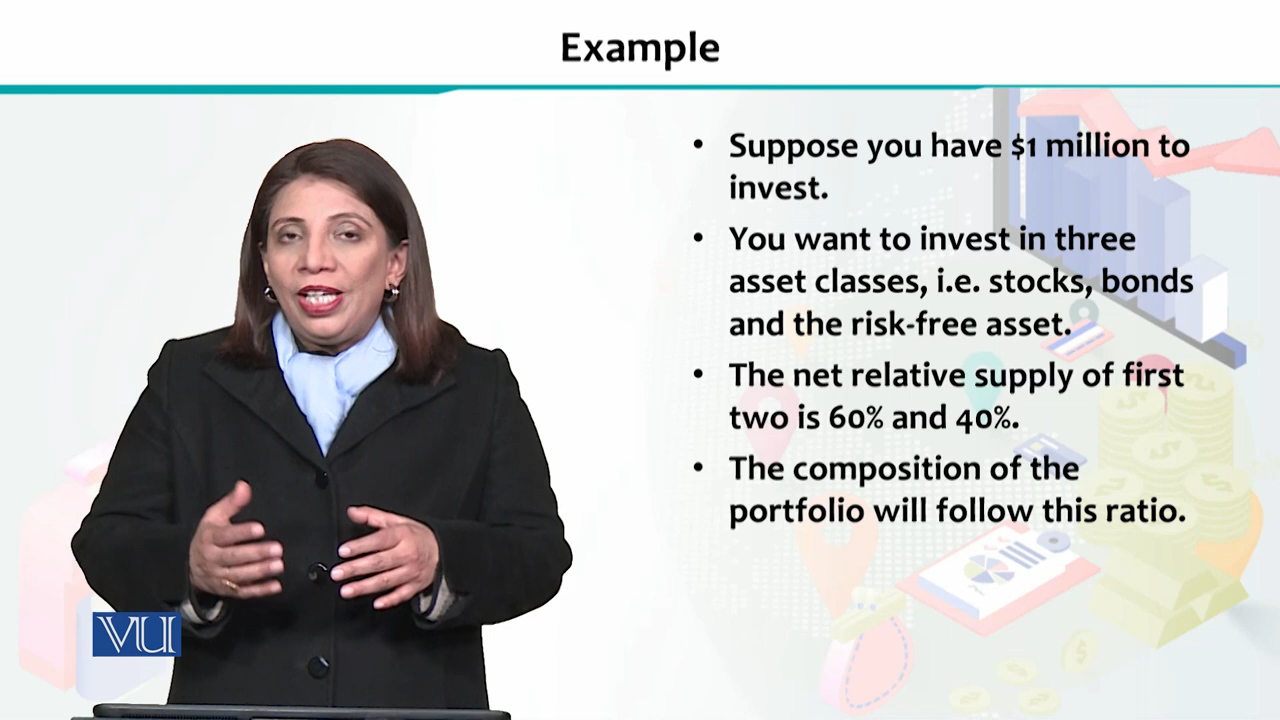 Example
• Suppose you have $1 million to
invest.
• You want to invest in three
asset classes, i.e. stocks, bonds
and the risk-free asset.
• The net relative supply of first
two is 60% and 40%.
• The composition of the
portfolio will follow this ratio.
VU